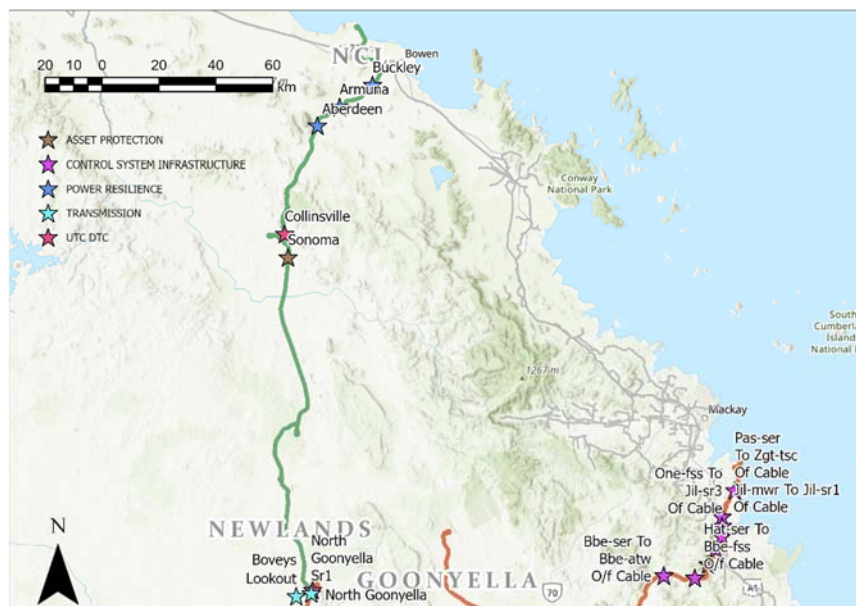 NCL
Bowen
20 10 0 20 40 60
km
Buckley
Armuna
Aberdeen
ASSET PROTECTION
CONTROL SYSTEM INFRASTRUCTURE
POWER RESILIENCE
TRANSMISSION
UTC DTC
Conway
National Park
Collinsville
Sonoma
South
Cumberla
Island
National P
1267 m
Mackay
Pas-ser
To Zgt-tsc
Of Cable
One-fss To
Jil-sr3
Of Cable
Jil-mwr To Jil-sr1
Of Cable
Hat-ser To
Bbe-fss
O/f Cable
Bbe-ser To
Bbe-atw
O/f Cable
N
NEWLANDS
North
Goonyella
Sr1
Boveys
Lookout
North Goonyella
GOONYELLA
70
A1